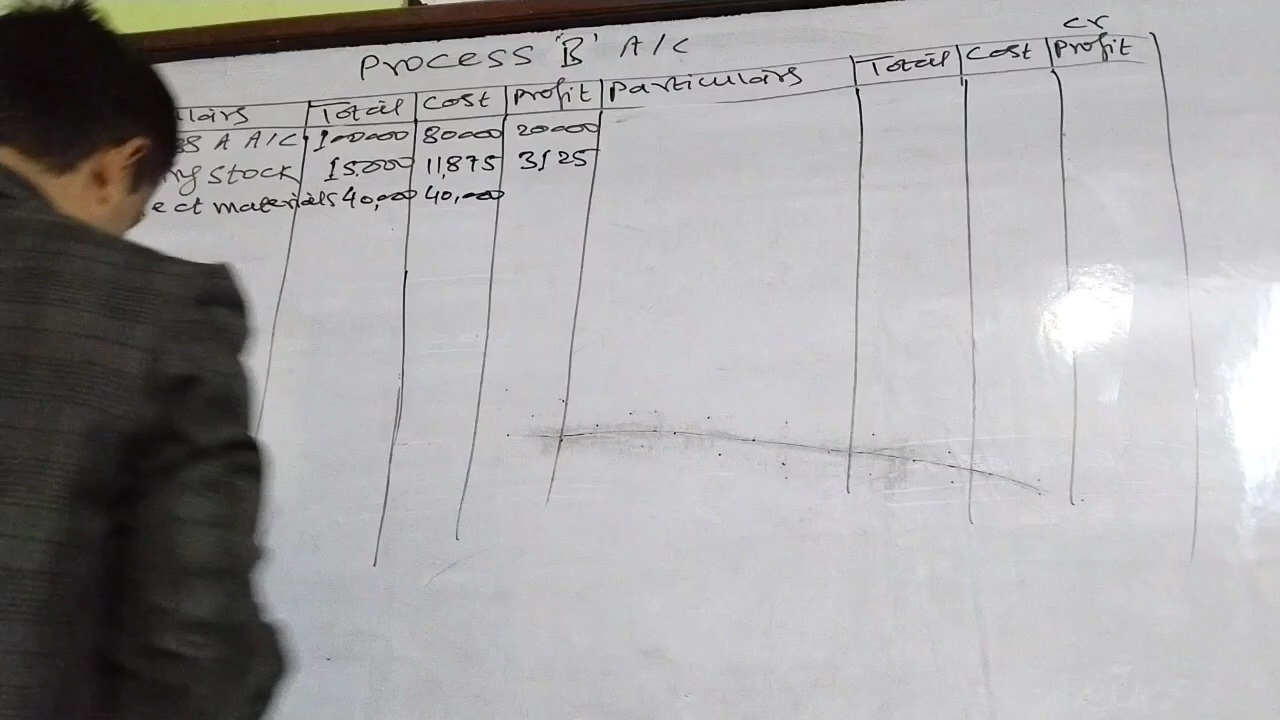 Process 'B' A/C
cr
Total Cost Profit Particulars Total Cost Profit
A A/C 100000 80000 20000
Stock 15,000 11,875 3125
materials 40,000 40,000